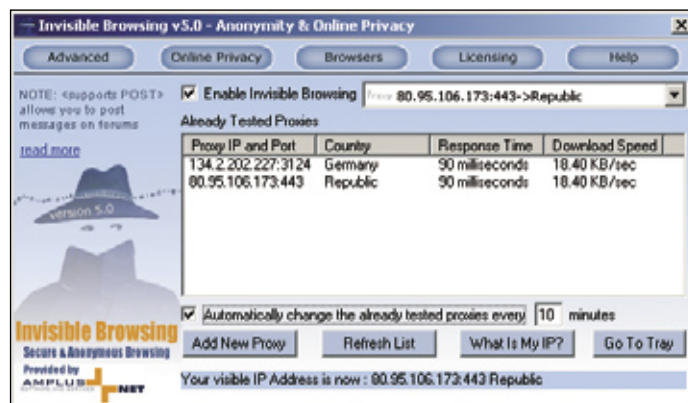 Invisible Browsing v5.0 - Anonymity & Online Privacy
Advanced
Online Privacy
Browsers
Licensing
Help
NOTE: <supports POST>
allows you to post
messages on forums
read more
version 5.0
Invisible Browsing
Secure & Anonymous Browsing
Provided by
AMPLUS
NET
Enable Invisible Browsing
Proxy 80.95.106.173:443->Republic
Already Tested Proxies
Proxy IP and Port Country Response Time Download Speed
134.2.202.227:3124 Germany 90 milliseconds 18.40 KB/sec
80.95.106.173:443 Republic 90 milliseconds 18.40 KB/sec
Automatically change the already tested proxies every 10 minutes
Add New Proxy
Refresh List
What Is My IP?
Go To Tray
Your visible IP Address is now : 80.95.106.173:443 Republic